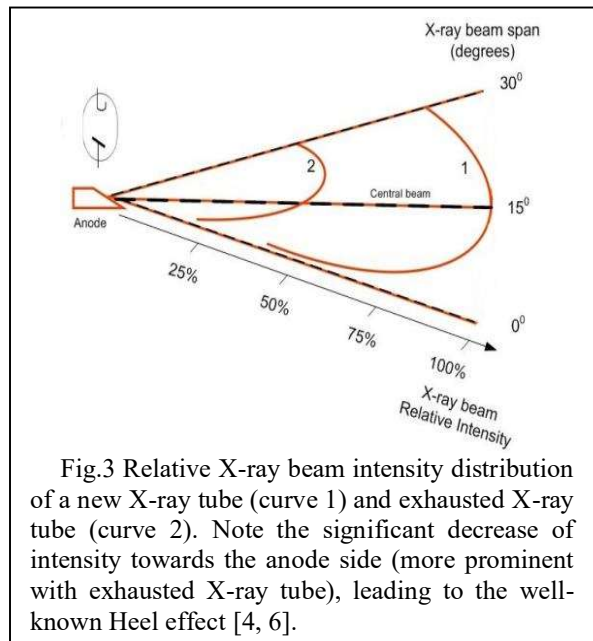 X-ray beam span
(degrees)
30⁰
2
1
Central beam
15⁰
Anode
25%
50%
75%
100%
0⁰
X-ray beam
Relative Intensity
Fig.3 Relative X-ray beam intensity distribution
of a new X-ray tube (curve 1) and exhausted X-ray
tube (curve 2). Note the significant decrease of
intensity towards the anode side (more prominent
with exhausted X-ray tube), leading to the well-
known Heel effect [4, 6].